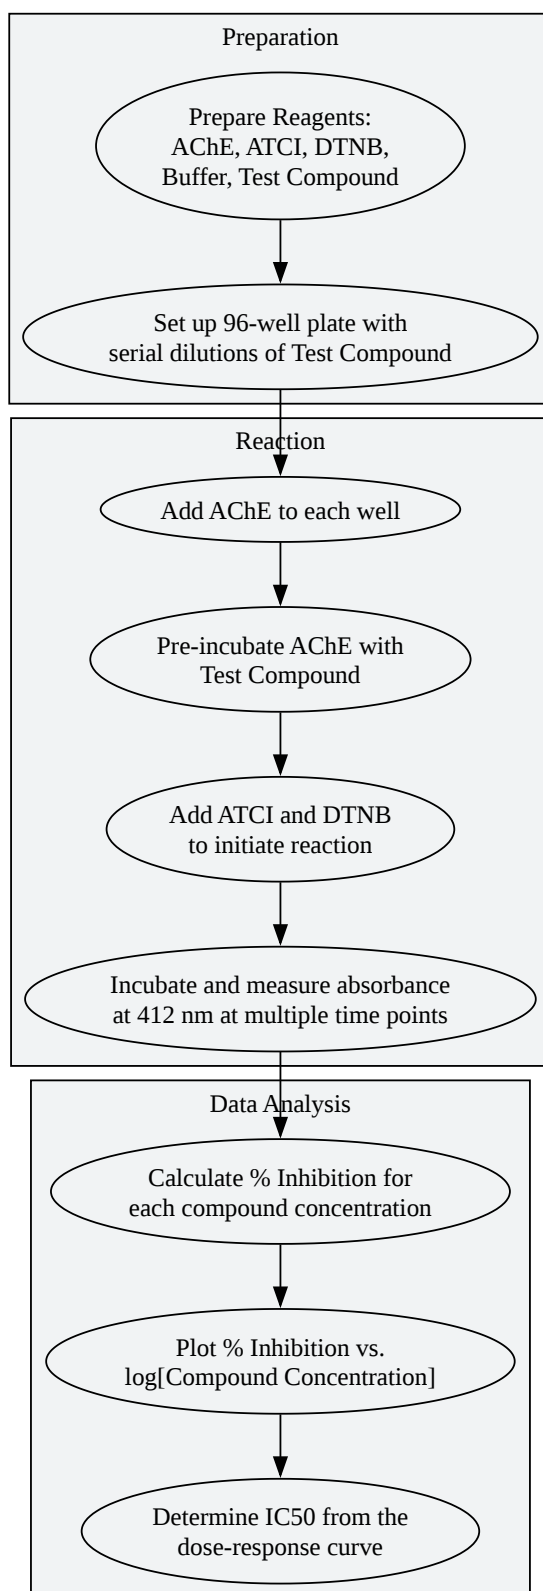 Preparation
Prepare Reagents:
AChE, ATCI, DTNB,
Buffer, Test Compound
Set up 96-well plate with
serial dilutions of Test Compound
Reaction
Add AChE to each well
Pre-incubate AChE with
Test Compound
Add ATCI and DTNB
to initiate reaction
Incubate and measure absorbance
at 412 nm at multiple time points
Data Analysis
Calculate % Inhibition for
each compound concentration
Plot % Inhibition vs.
log[Compound Concentration]
Determine IC50 from the
dose-response curve